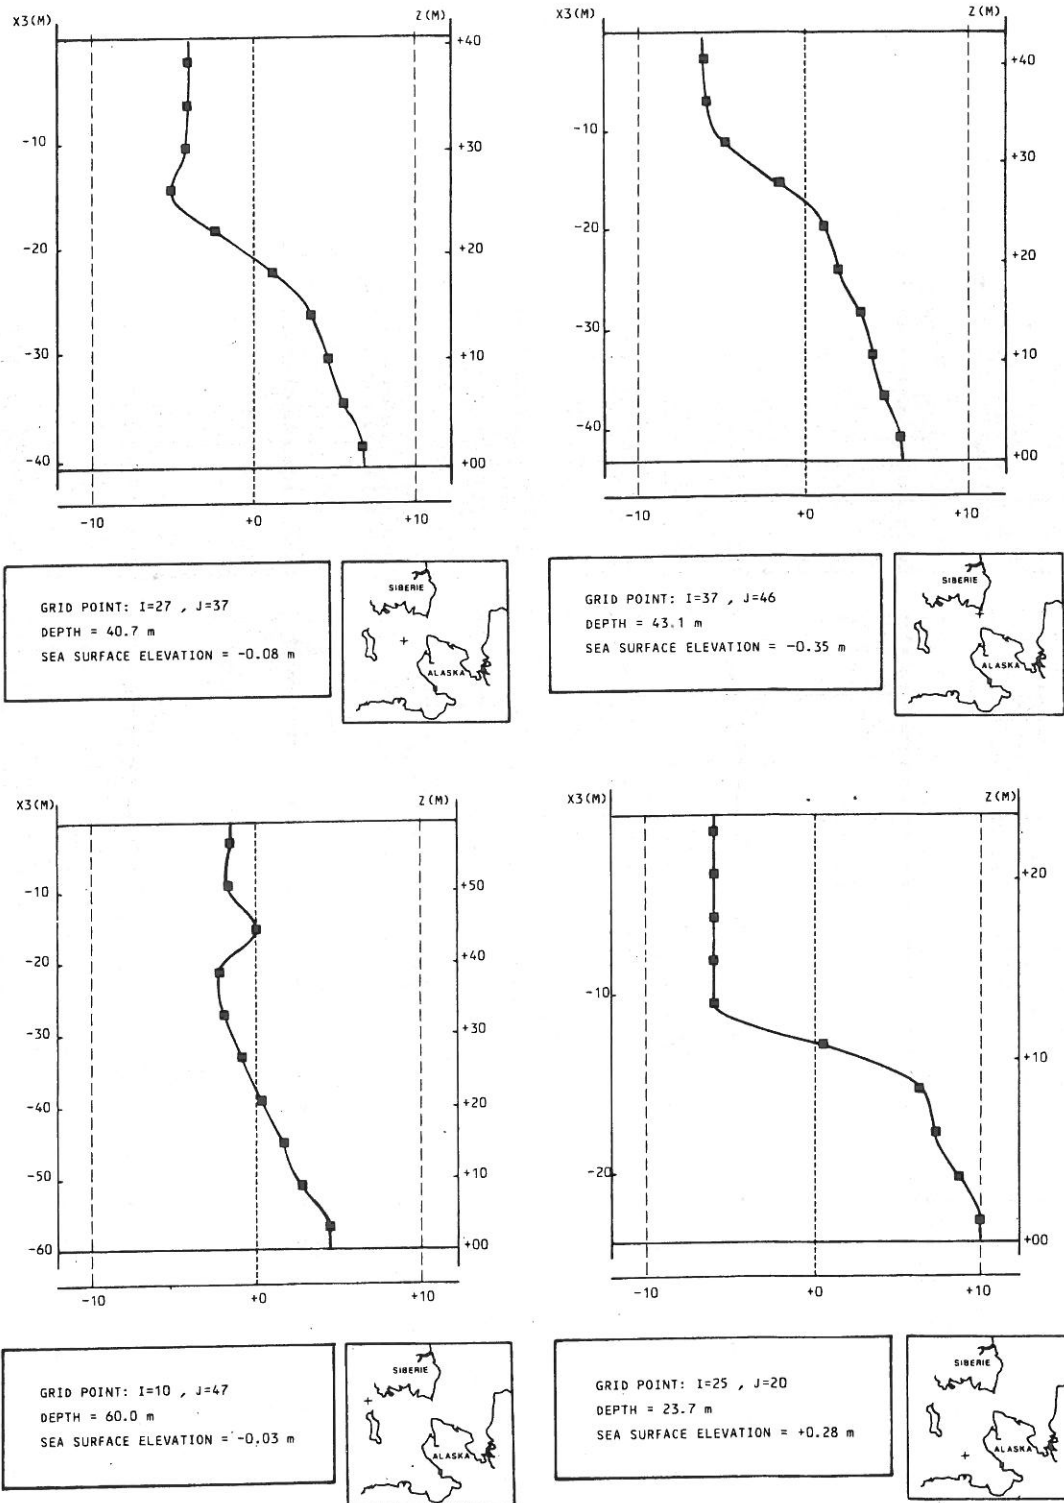 X3(M) Z(M)
+40
-10
+30
-20
+20
-30
+10
-40
+00
-10 +0 +10
GRID POINT: I=27 , J=37
DEPTH = 40.7 m
SEA SURFACE ELEVATION = -0.08 m
SIBERIE
ALASKA
X3(M) Z(M)
+40
-10
+30
-20
+20
-30
+10
-40
+00
-10 +0 +10
GRID POINT: I=37 , J=46
DEPTH = 43.1 m
SEA SURFACE ELEVATION = -0.35 m
SIBERIE
ALASKA
X3(M) Z(M)
-10 +50
-20 +40
-30 +30
-40 +20
-50 +10
-60 +00
-10 +0 +10
GRID POINT: I=10 , J=47
DEPTH = 60.0 m
SEA SURFACE ELEVATION = -0.03 m
SIBERIE
ALASKA
X3(M) Z(M)
+20
-10
+10
-20
+00
-10 +0 +10
GRID POINT: I=25 , J=20
DEPTH = 23.7 m
SEA SURFACE ELEVATION = +0.28 m
SIBERIE
ALASKA